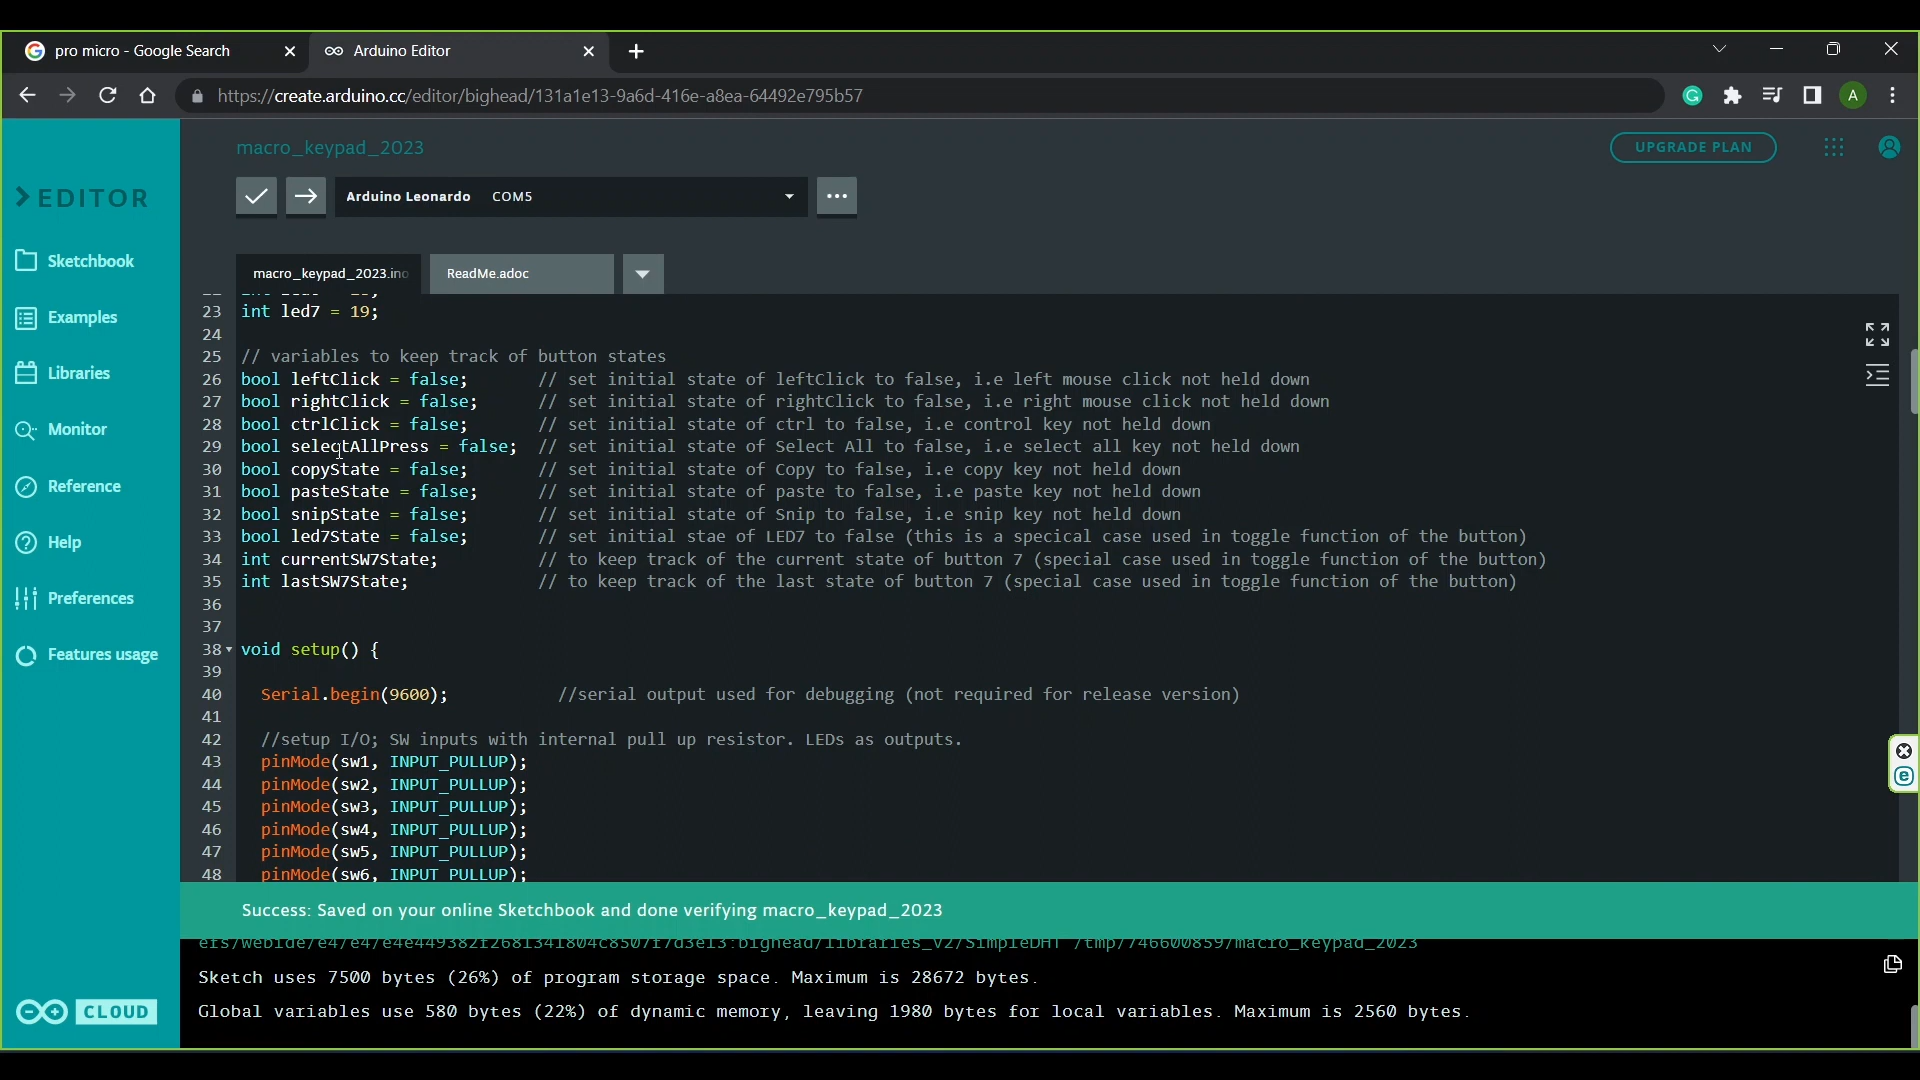 pro micro - Google Search
Arduino Editor
https://create.arduino.cc/editor/bighead/131a1e13-9a6d-416e-a8ea-64492e795b57
A
macro_keypad_2023
UPGRADE PLAN
EDITOR
Arduino Leonardo COM5
Sketchbook
Examples
Libraries
Monitor
Reference
Help
Preferences
Features usage
CLOUD
macro_keypad_2023.ino
ReadMe.adoc
23 int led7 = 19;
24
25 // variables to keep track of button states
26 bool leftClick = false; // set initial state of leftClick to false, i.e left mouse click not held down
27 bool rightClick = false; // set initial state of rightClick to false, i.e right mouse click not held down
28 bool ctrlClick = false; // set initial state of ctrl to false, i.e control key not held down
29 bool selectAllPress = false; // set initial state of Select All to false, i.e select all key not held down
30 bool copyState = false; // set initial state of Copy to false, i.e copy key not held down
31 bool pasteState = false; // set initial state of paste to false, i.e paste key not held down
32 bool snipState = false; // set initial state of Snip to false, i.e snip key not held down
33 bool led7State = false; // set initial stae of LED7 to false (this is a specical case used in toggle function of the button)
34 int currentSW7State; // to keep track of the current state of button 7 (special case used in toggle function of the button)
35 int lastSW7State; // to keep track of the last state of button 7 (special case used in toggle function of the button)
36
37
38 void setup() {
39
40 Serial.begin(9600); //serial output used for debugging (not required for release version)
41
42 //setup I/O; SW inputs with internal pull up resistor. LEDs as outputs.
43 pinMode(sw1, INPUT_PULLUP);
44 pinMode(sw2, INPUT_PULLUP);
45 pinMode(sw3, INPUT_PULLUP);
46 pinMode(sw4, INPUT_PULLUP);
47 pinMode(sw5, INPUT_PULLUP);
48 pinMode(sw6, INPUT_PULLUP);
Success: Saved on your online Sketchbook and done verifying macro_keypad_2023
Sketch uses 7500 bytes (26%) of program storage space. Maximum is 28672 bytes.
Global variables use 580 bytes (22%) of dynamic memory, leaving 1980 bytes for local variables. Maximum is 2560 bytes.